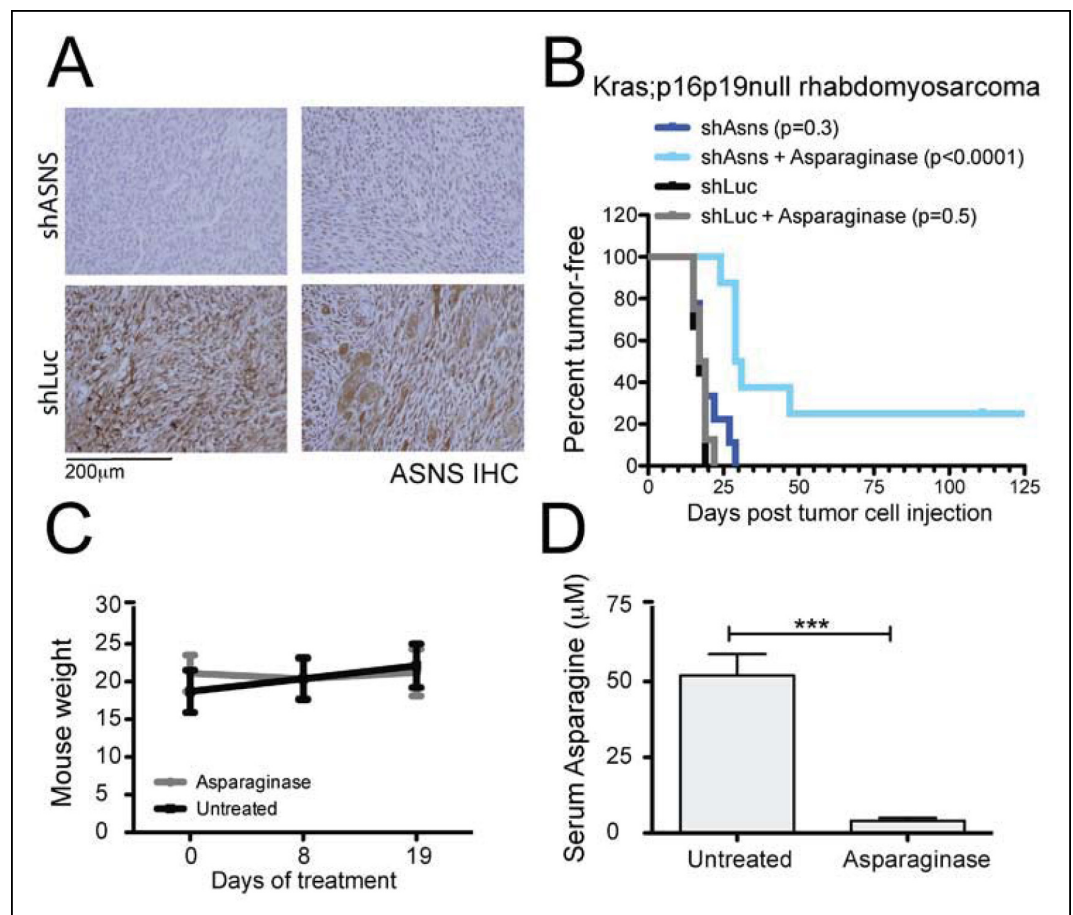 A
shASNS
shLuc
200μm
ASNS IHC
B
Kras;p16p19null rhabdomyosarcoma
shAsns (p=0.3)
shAsns + Asparaginase (p<0.0001)
shLuc
shLuc + Asparaginase (p=0.5)
Percent tumor-free
120
100
80
60
40
20
0
0 25 50 75 100 125
Days post tumor cell injection
C
Mouse weight
30
25
20
15
10
5
0
Asparaginase
Untreated
0 8 19
Days of treatment
D
Serum Asparagine (μM)
75
50
25
0
***
Untreated Asparaginase